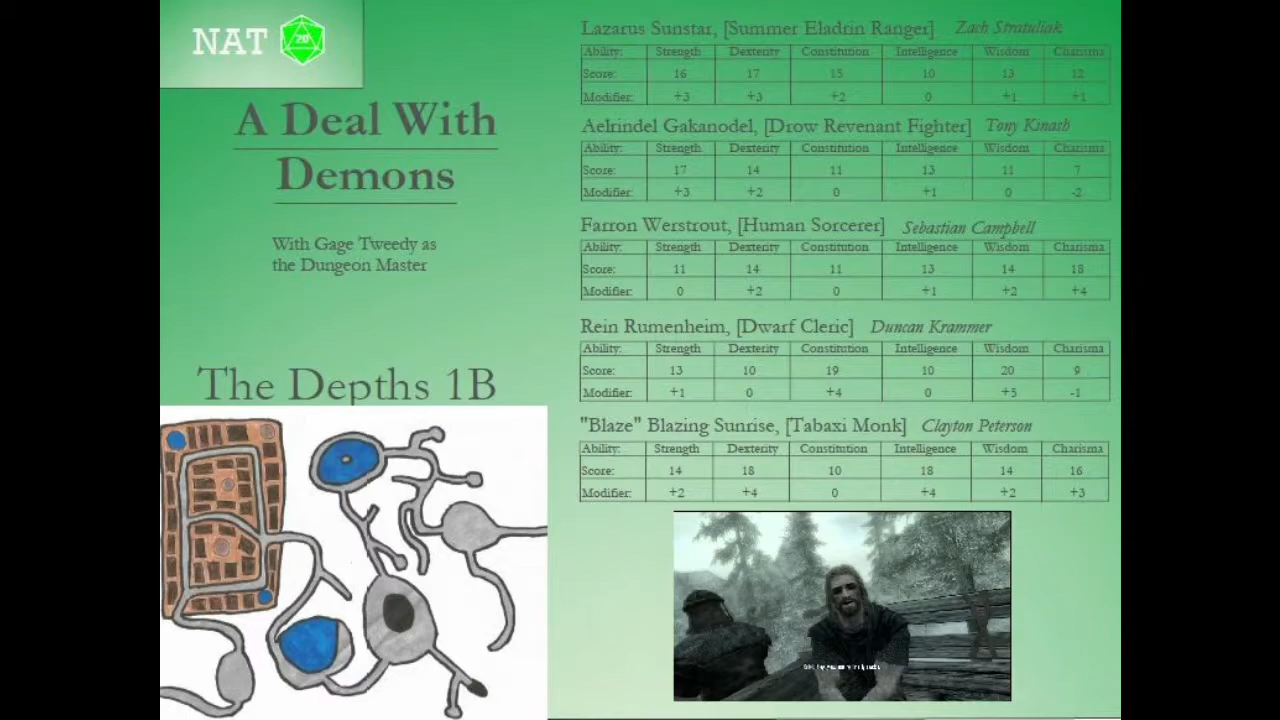 NAT 20
A Deal With
Demons
With Gage Tweedy as
the Dungeon Master
The Depths 1B
Lazarus Sunstar, [Summer Eladrin Ranger] Zach Stratuliak
Ability: Strength Dexterity Constitution Intelligence Wisdom Charisma
Score: 16 17 15 10 13 12
Modifier: +3 +3 +2 0 +1 +1
Aelrindel Gakanodel, [Drow Revenant Fighter] Tony Kinash
Ability: Strength Dexterity Constitution Intelligence Wisdom Charisma
Score: 17 14 11 13 11 7
Modifier: +3 +2 0 +1 0 -2
Farron Werstrout, [Human Sorcerer] Sebastian Campbell
Ability: Strength Dexterity Constitution Intelligence Wisdom Charisma
Score: 11 14 11 13 14 18
Modifier: 0 +2 0 +1 +2 +4
Rein Rumenheim, [Dwarf Cleric] Duncan Krammer
Ability: Strength Dexterity Constitution Intelligence Wisdom Charisma
Score: 13 10 19 10 20 9
Modifier: +1 0 +4 0 +5 -1
"Blaze" Blazing Sunrise, [Tabaxi Monk] Clayton Peterson
Ability: Strength Dexterity Constitution Intelligence Wisdom Charisma
Score: 14 18 10 18 14 16
Modifier: +2 +4 0 +4 +2 +3